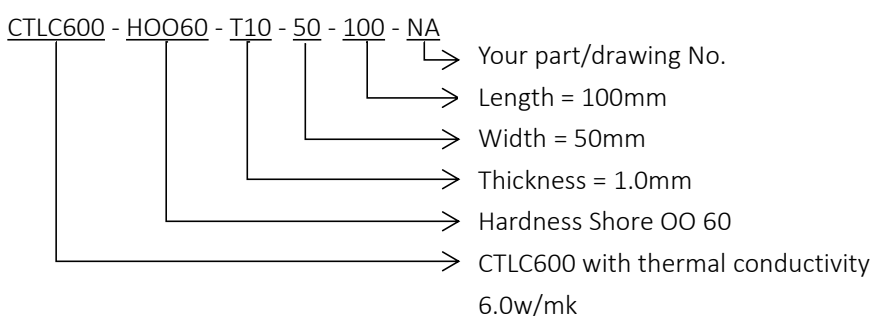 CTLC600 - HOO60 - T10 - 50 - 100 - NA
Your part/drawing No.
Length = 100mm
Width = 50mm
Thickness = 1.0mm
Hardness Shore OO 60
CTLC600 with thermal conductivity
6.0w/mk